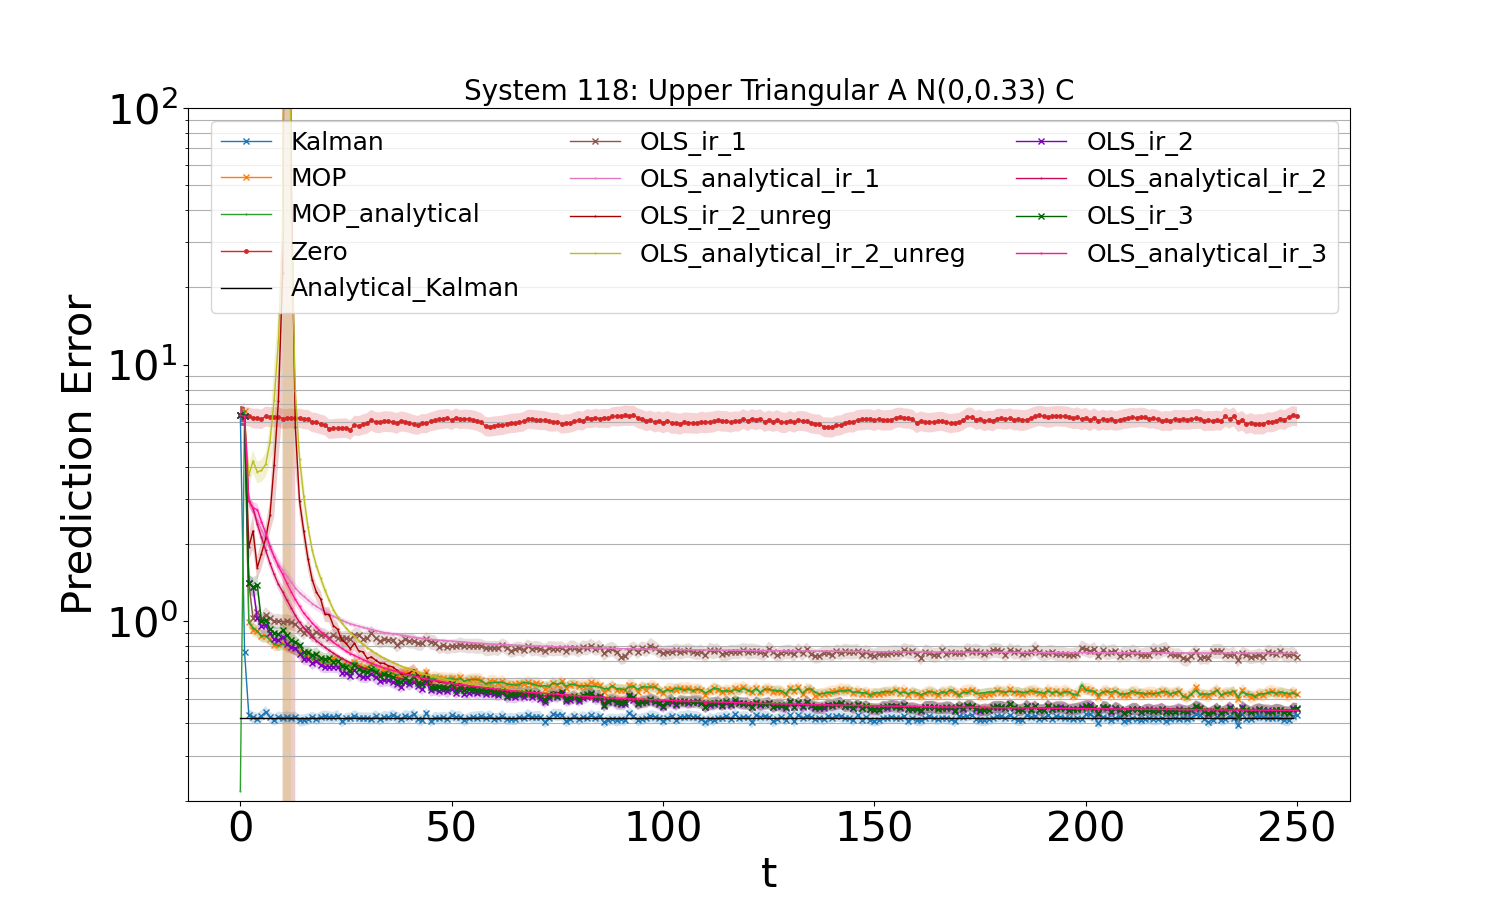 System 118: Upper Triangular A N(0,0.33) C
Prediction Error
10²
10¹
10⁰
Kalman
MOP
MOP_analytical
Zero
Analytical_Kalman
OLS_ir_1
OLS_analytical_ir_1
OLS_ir_2_unreg
OLS_analytical_ir_2_unreg
OLS_ir_2
OLS_analytical_ir_2
OLS_ir_3
OLS_analytical_ir_3
0 50 100 150 200 250
t